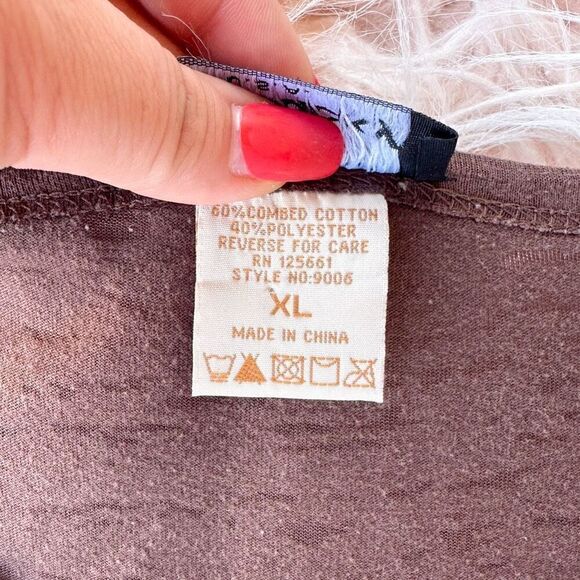 60%COMBED COTTON
40%POLYESTER
REVERSE FOR CARE
RN 125661
STYLE NO:9006
XL
MADE IN CHINA